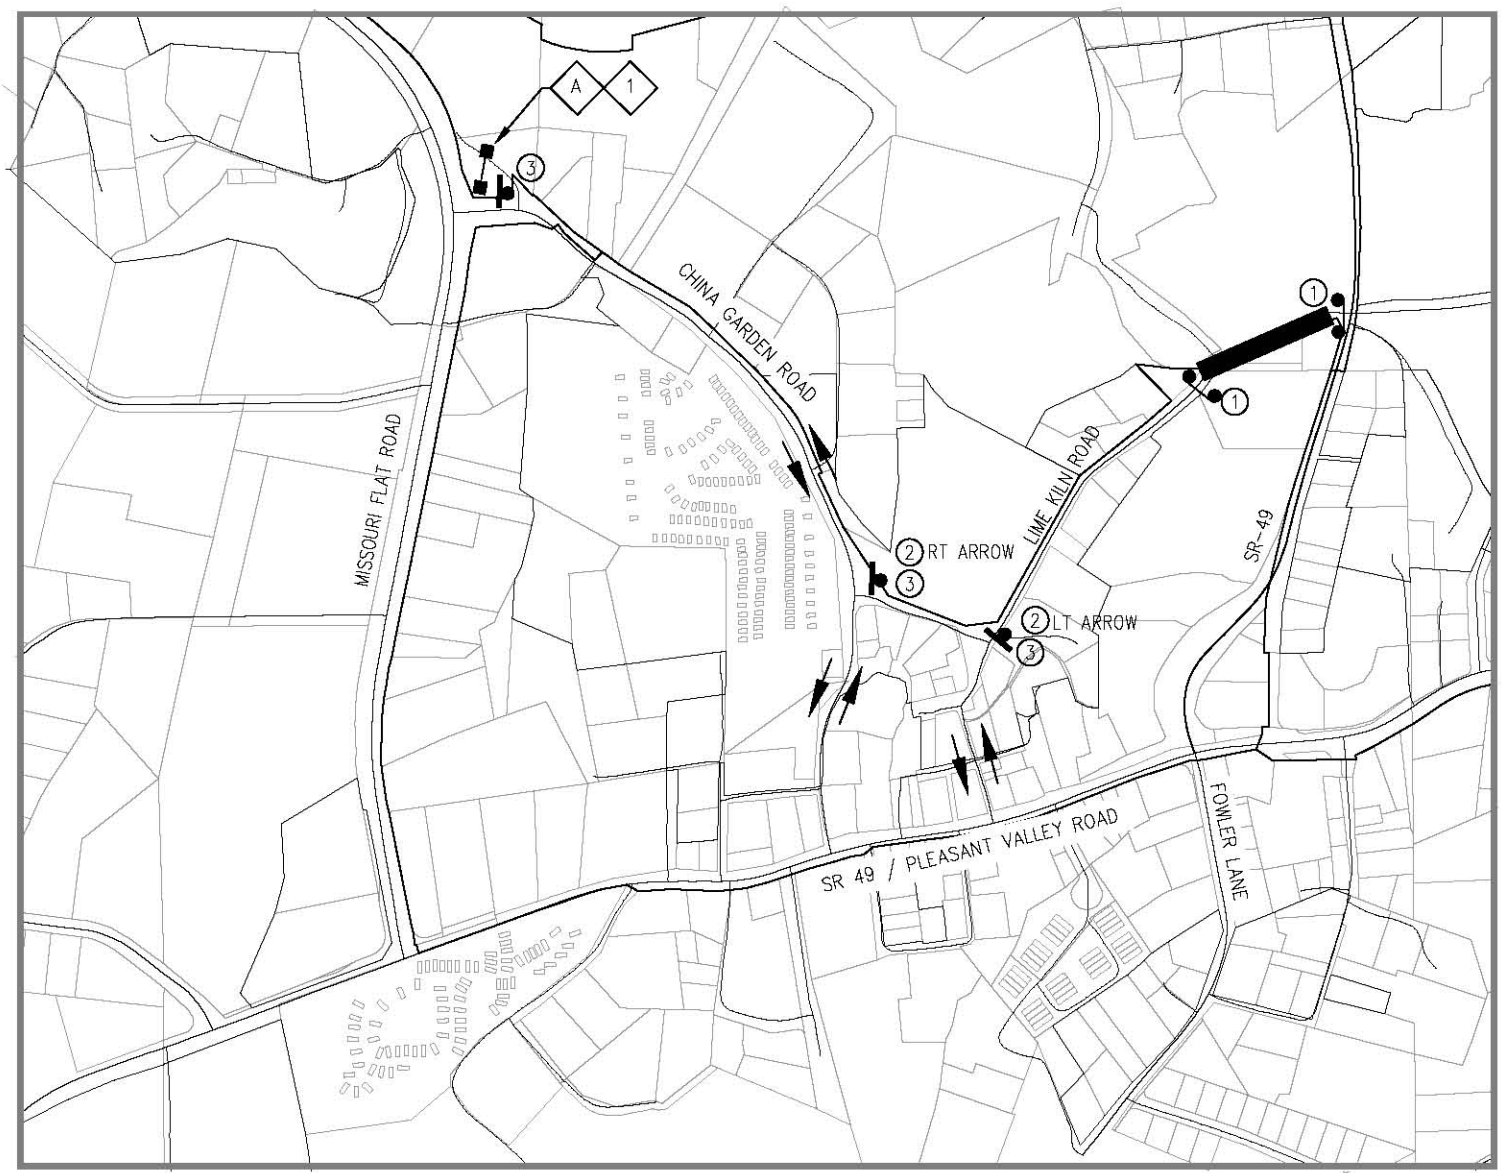 A 1
3
CHINA GARDEN ROAD
1
1
MISSOURI FLAT ROAD
LIME KILN ROAD
SR-49
2 RT ARROW
3
2 LT ARROW
3
SR 49 / PLEASANT VALLEY ROAD
FOWLER LANE